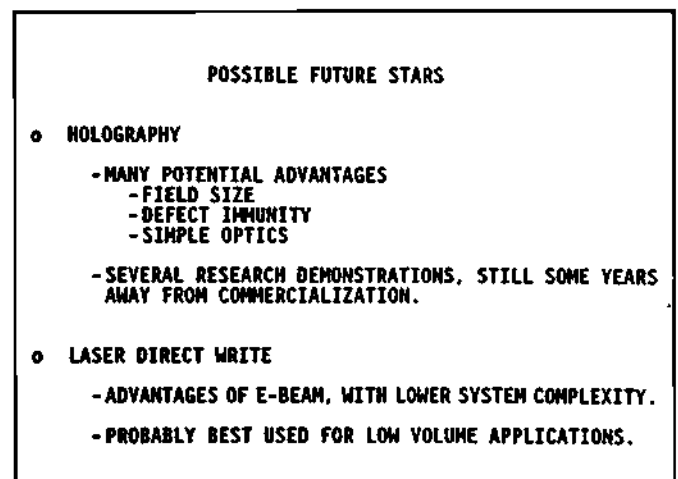 POSSIBLE FUTURE STARS
o HOLOGRAPHY
-MANY POTENTIAL ADVANTAGES
-FIELD SIZE
-DEFECT IMMUNITY
-SIMPLE OPTICS
-SEVERAL RESEARCH DEMONSTRATIONS, STILL SOME YEARS
AWAY FROM COMMERCIALIZATION.
o LASER DIRECT WRITE
-ADVANTAGES OF E-BEAM, WITH LOWER SYSTEM COMPLEXITY.
-PROBABLY BEST USED FOR LOW VOLUME APPLICATIONS.